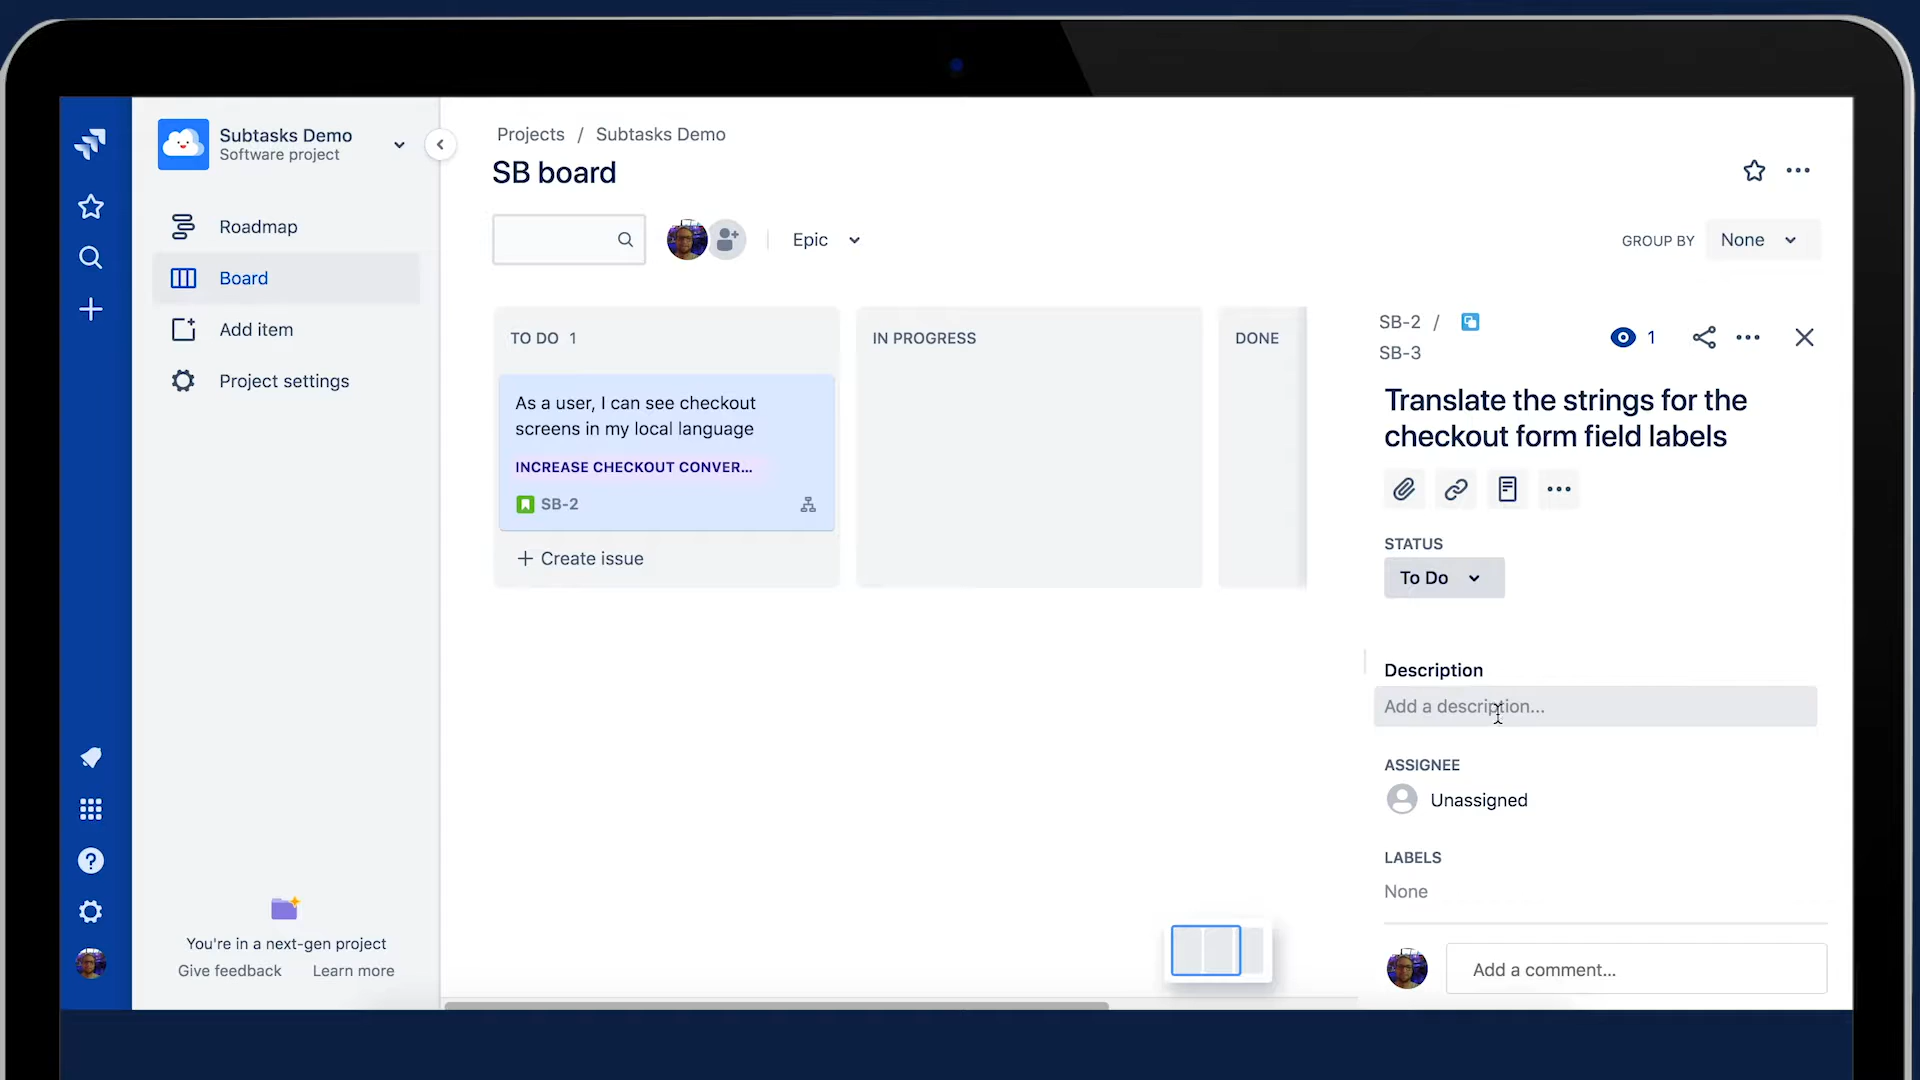 Subtasks Demo
Software project
Roadmap
Board
Add item
Project settings
You're in a next-gen project
Give feedback
Learn more
Projects / Subtasks Demo
SB board
Epic
GROUP BY
None
TO DO 1
As a user, I can see checkout
screens in my local language
INCREASE CHECKOUT CONVER...
SB-2
+ Create issue
IN PROGRESS
DONE
SB-2 /
SB-3
1
Translate the strings for the
checkout form field labels
STATUS
To Do
Description
Add a description...
ASSIGNEE
Unassigned
LABELS
None
Add a comment...